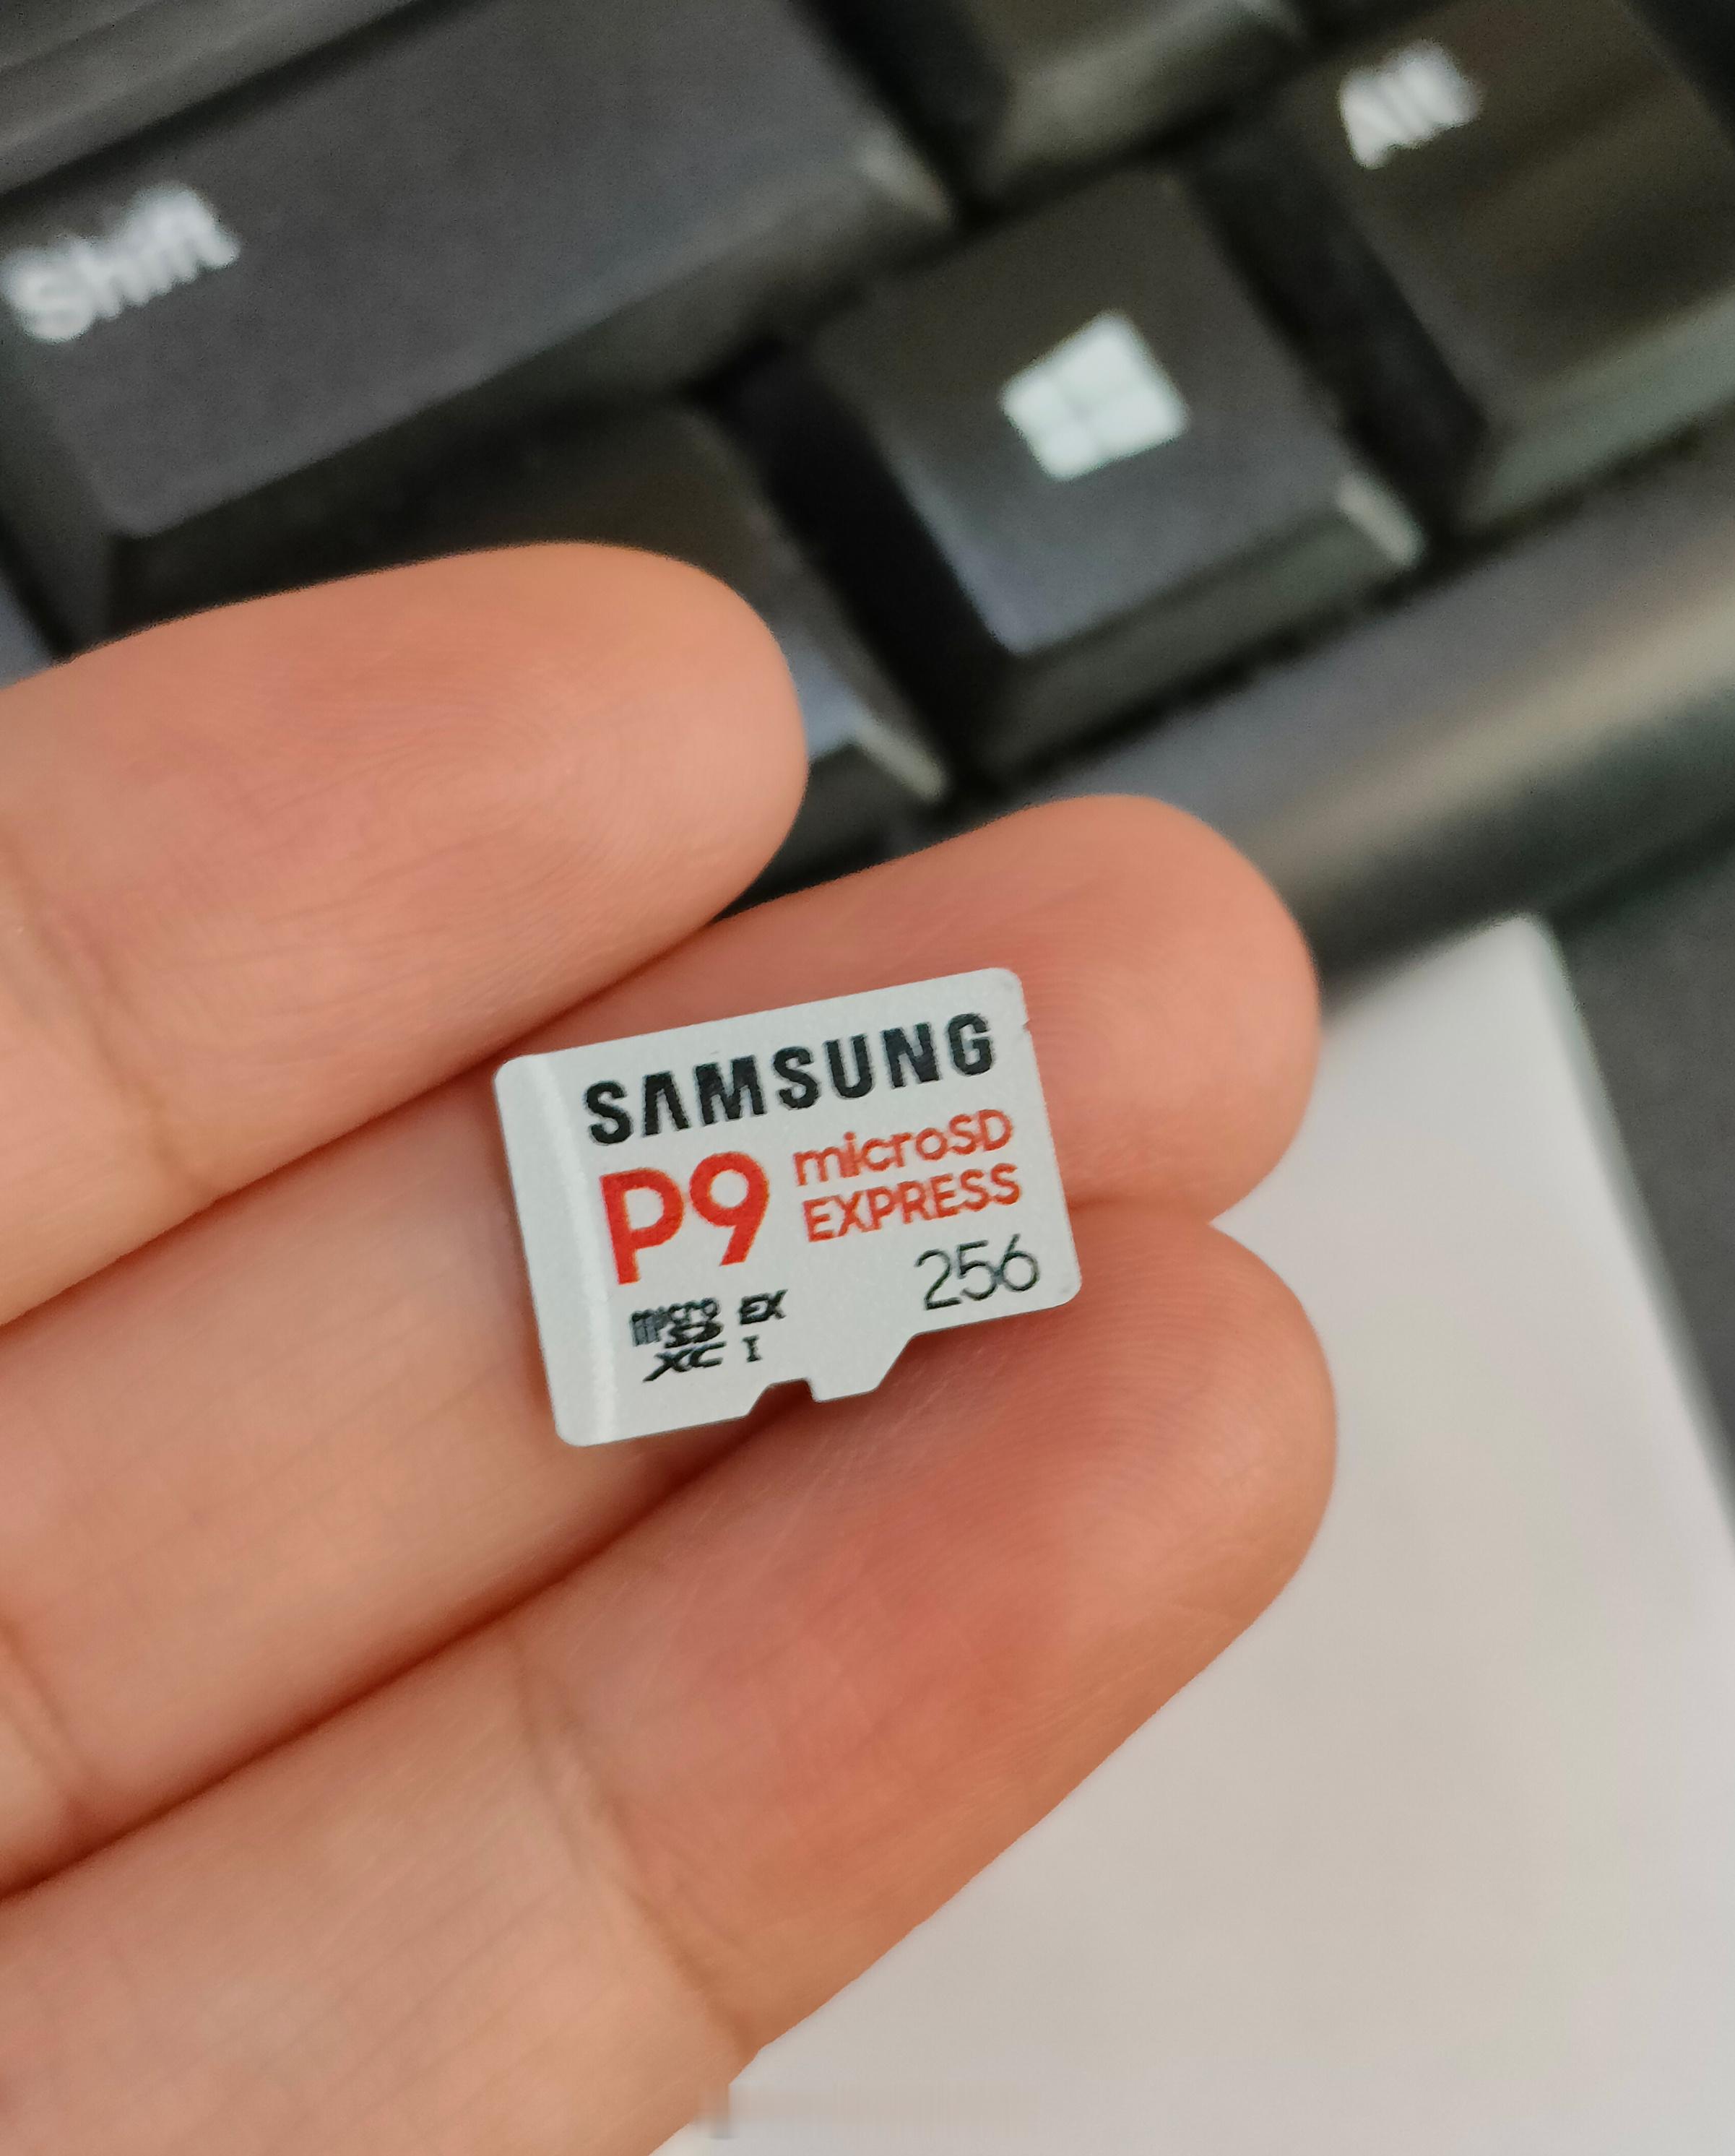 Shift
Alt
SAMSUNG
P9 microSD
EXPRESS
256
micro
SD EX
XC I